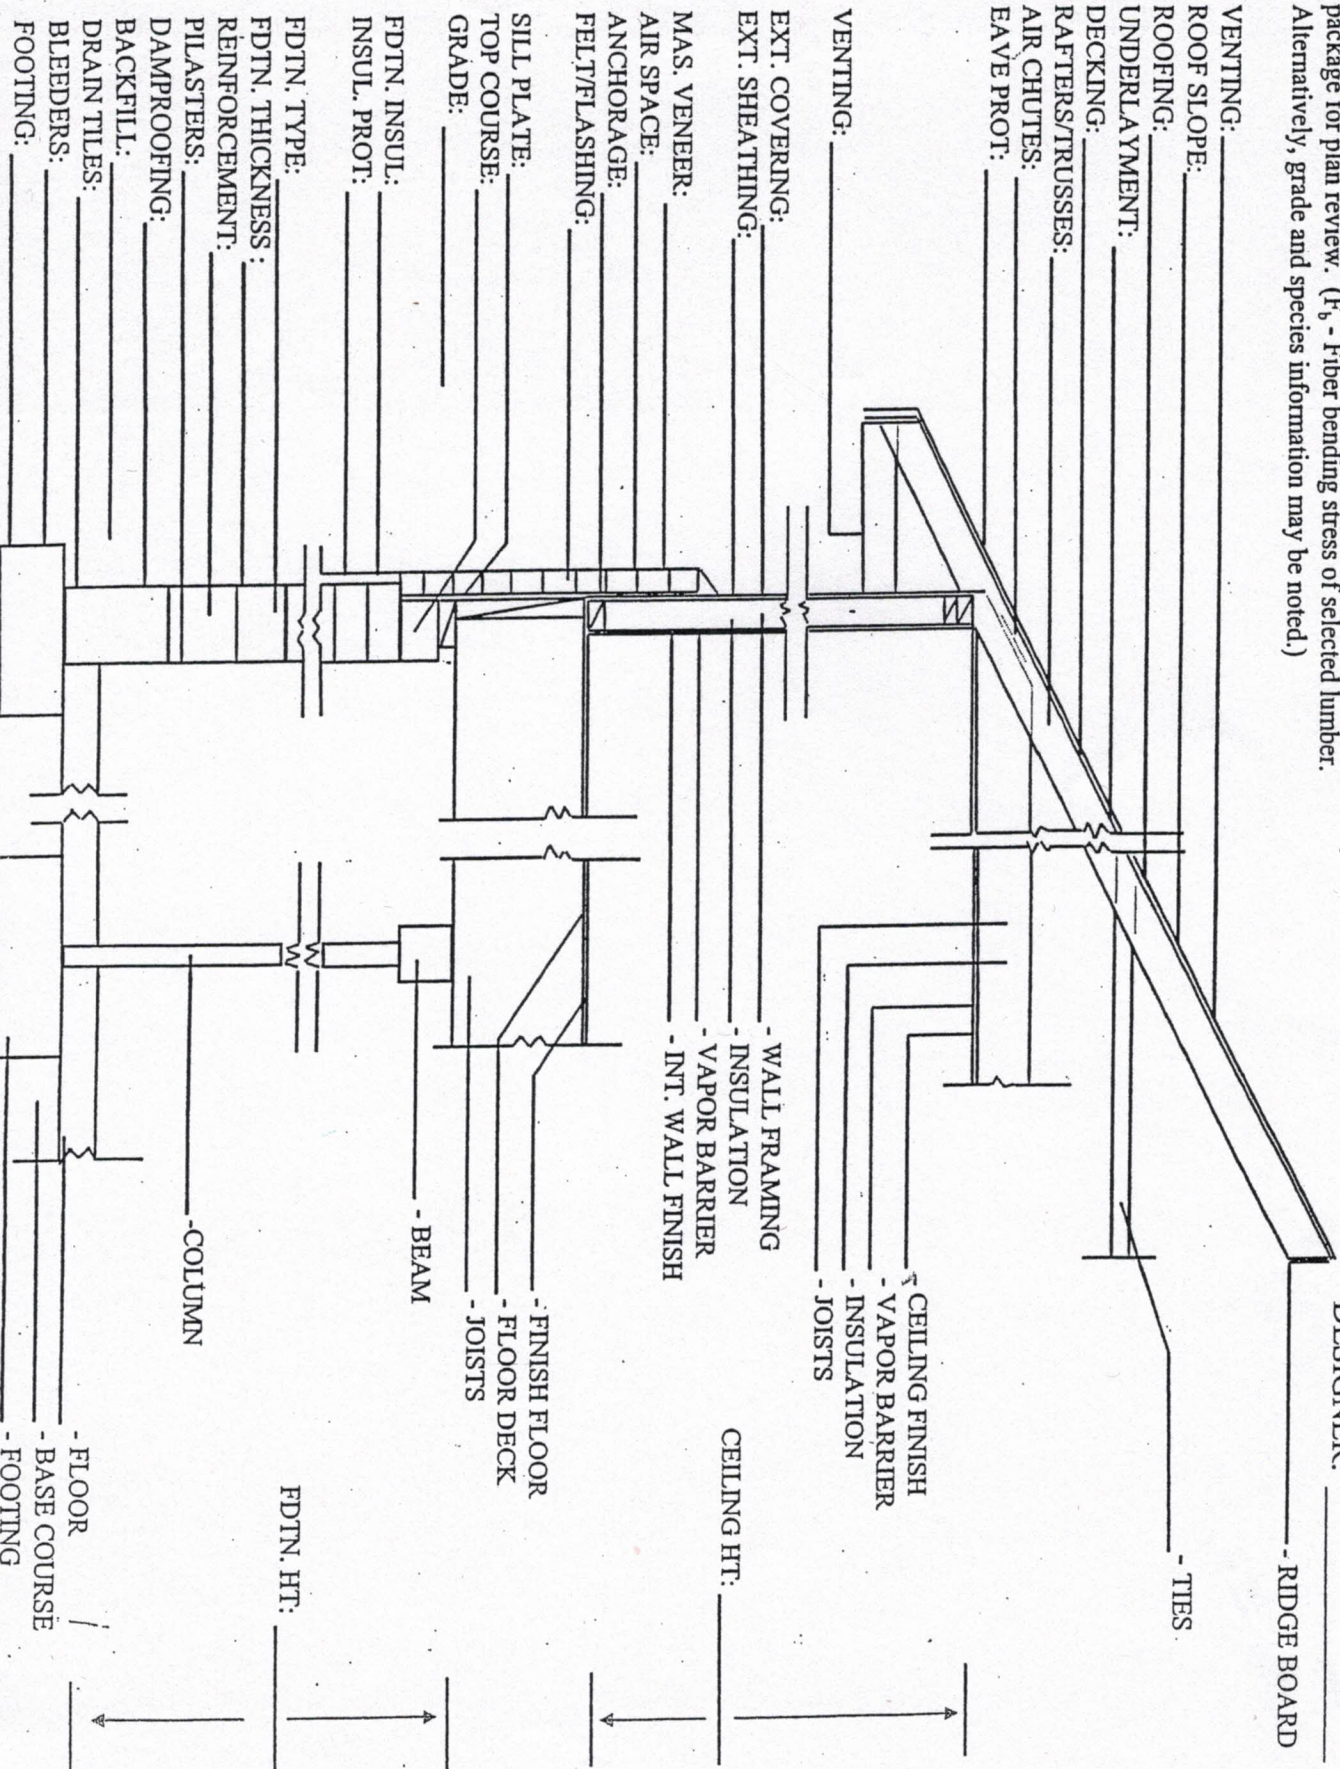 package for plan review. (Fb - Fiber bending stress of selected lumber.
Alternatively, grade and species information may be noted.)
DESIGNER:
VENTING:
ROOF SLOPE:
ROOFING:
UNDERLAYMENT:
DECKING:
RAFTERS/TRUSSES:
AIR CHUTES:
EAVE PROT:
VENTING:
EXT. COVERING:
EXT. SHEATHING:
MAS. VENEER:
AIR SPACE:
ANCHORAGE:
FELT/FLASHING:
SILL PLATE:
TOP COURSE:
GRADE:
FDTN. INSUL:
INSUL. PROT:
FDTN. TYPE:
FDTN. THICKNESS :
REINFORCEMENT:
PILASTERS:
DAMPROOFING:
BACKFILL:
DRAIN TILES:
BLEEDERS:
FOOTING:
- RIDGE BOARD
- TIES
- CEILING FINISH
- VAPOR BARRIER
- INSULATION
- JOISTS
- WALL FRAMING
- INSULATION
- VAPOR BARRIER
- INT. WALL FINISH
CEILING HT:
- FINISH FLOOR
- FLOOR DECK
- JOISTS
- BEAM
FDTN. HT:
-COLUMN
- FLOOR
- BASE COURSE
- FOOTING